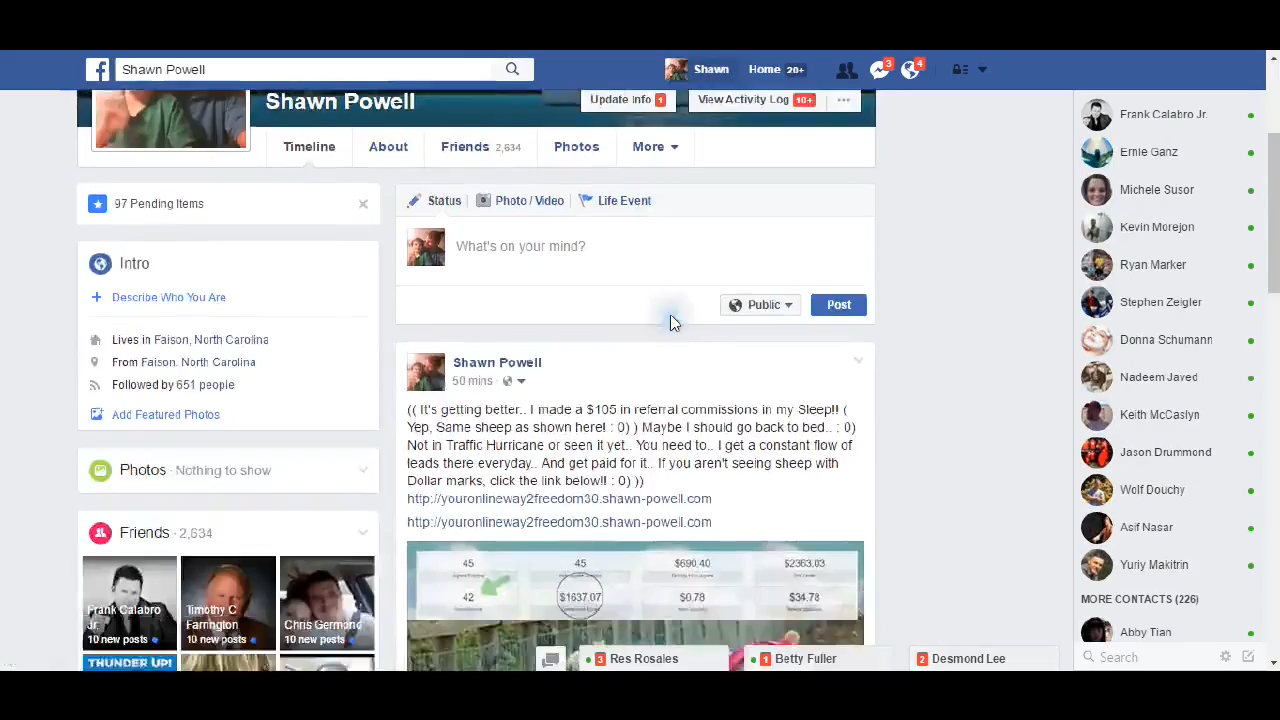 Shawn Powell
Shawn
Home 20+
3
4
Shawn Powell
Update Info 1
View Activity Log 10+
Timeline
About
Friends 2,634
Photos
More
97 Pending Items
Intro
Describe Who You Are
Lives in Faison, North Carolina
From Faison, North Carolina
Followed by 651 people
Add Featured Photos
Photos · Nothing to show
Friends · 2,634
Frank Calabro
Jr.
10 new posts
Timothy C
Farrington
10 new posts
Chris Germond
10 new posts
THUNDER UP!
Status
Photo / Video
Life Event
What's on your mind?
Public
Post
Shawn Powell
50 mins ·
(( It's getting better.. I made a $105 in referral commissions in my Sleep!! (
Yep, Same sheep as shown here! : 0) ) Maybe I should go back to bed.. : 0)
Not in Traffic Hurricane or seen it yet.. You need to.. I get a constant flow of
leads there everyday.. And get paid for it.. If you aren't seeing sheep with
Dollar marks, click the link below!! : 0) ))
http://youronlineway2freedom30.shawn-powell.com
http://youronlineway2freedom30.shawn-powell.com
45
45
$690.40
$2363.03
42
$1637.07
$0.78
$34.78
3 Res Rosales
1 Betty Fuller
2 Desmond Lee
Frank Calabro Jr.
Ernie Ganz
Michele Susor
Kevin Morejon
Ryan Marker
Stephen Zeigler
Donna Schumann
Nadeem Javed
Keith McCaslyn
Jason Drummond
Wolf Douchy
Asif Nasar
Yuriy Makitrin
MORE CONTACTS (226)
Abby Tian
Search